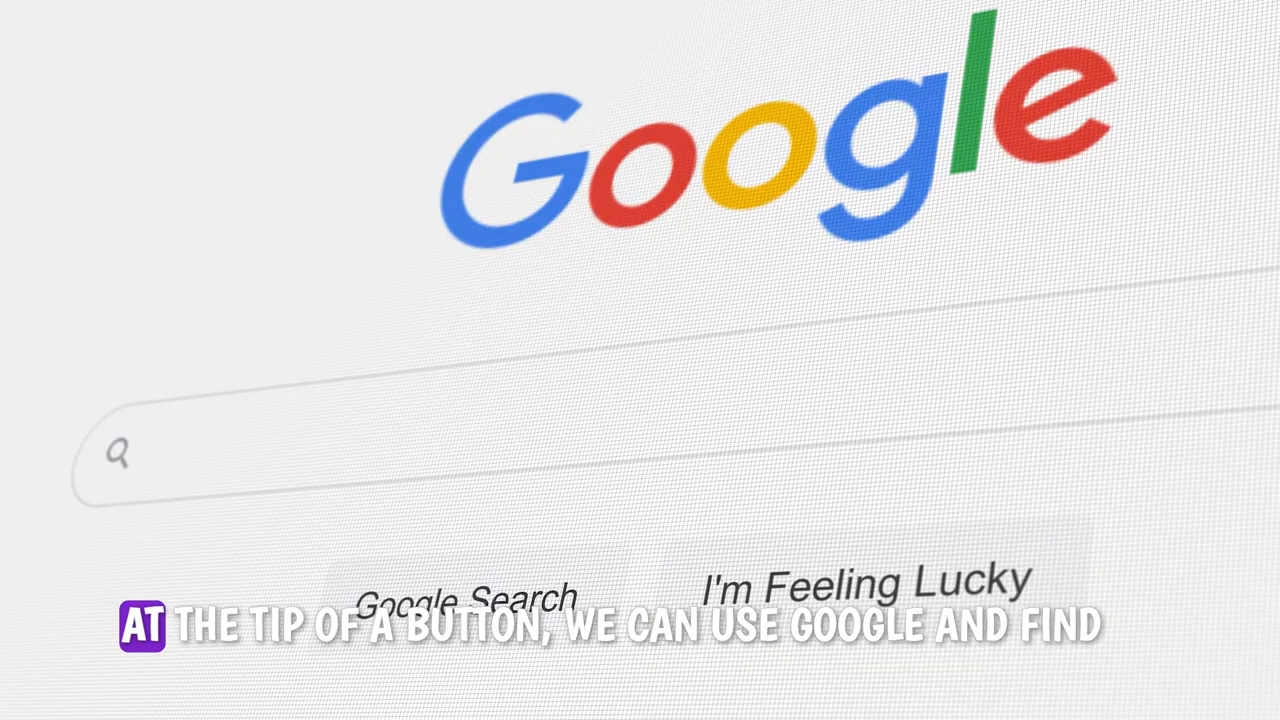 Google
Google Search
I'm Feeling Lucky
AT THE TIP OF A BUTTON, WE CAN USE GOOGLE AND FIND